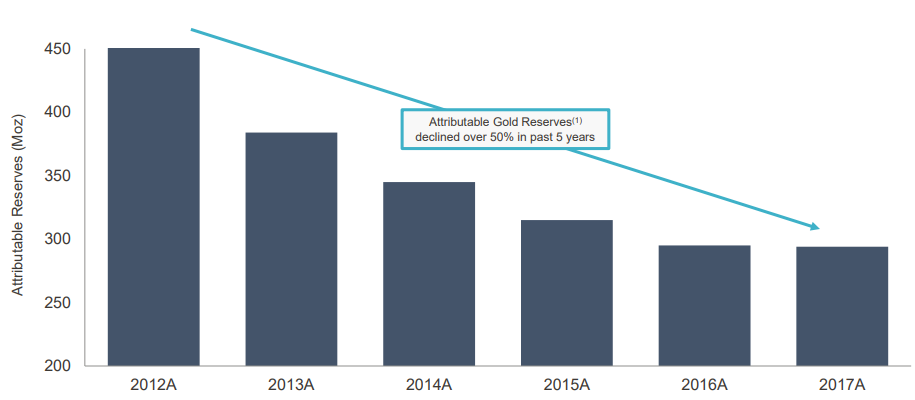 450
400
350
300
250
200
Attributable Reserves (Moz)
Attributable Gold Reserves(1)
declined over 50% in past 5 years
2012A
2013A
2014A
2015A
2016A
2017A